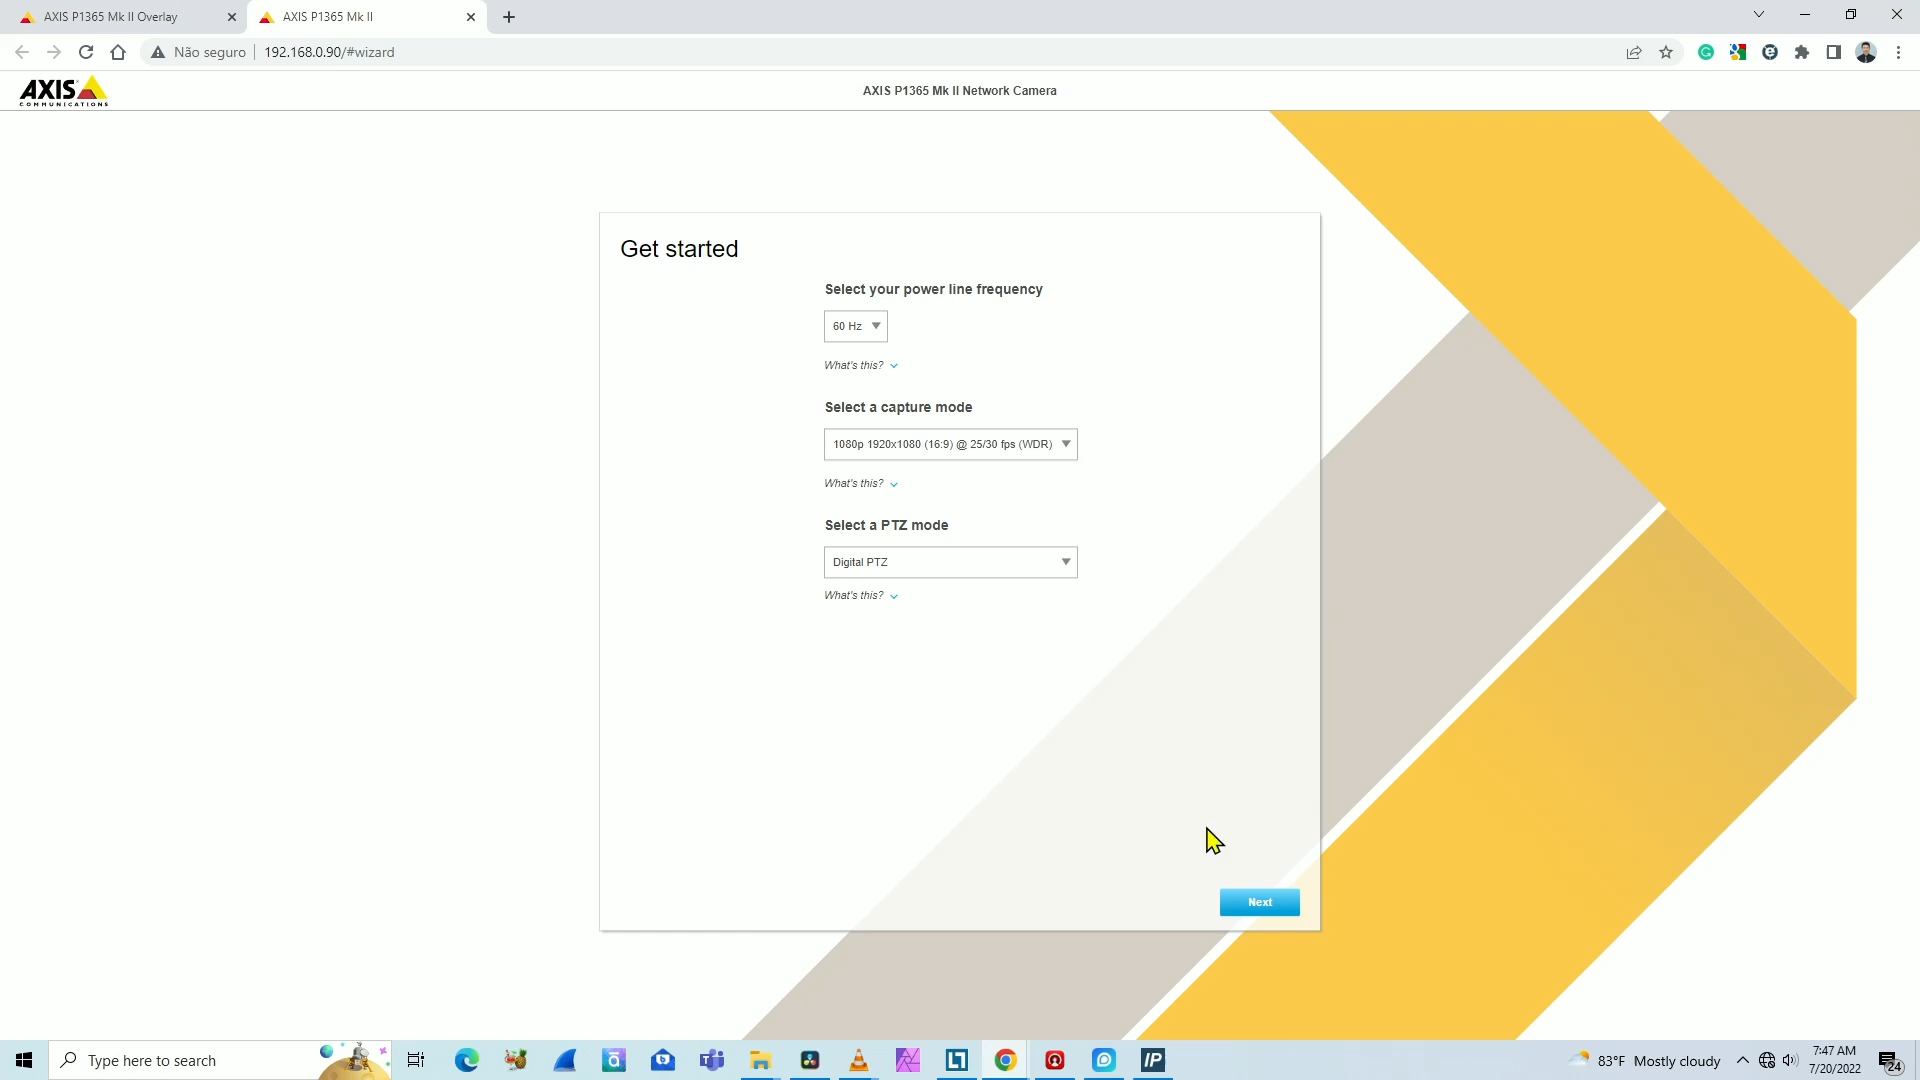 AXIS P1365 Mk II Overlay
AXIS P1365 Mk II
Não seguro
192.168.0.90/#wizard
AXIS
COMMUNICATIONS
AXIS P1365 Mk II Network Camera
Get started
Select your power line frequency
60 Hz
What's this?
Select a capture mode
1080p 1920x1080 (16:9) @ 25/30 fps (WDR)
What's this?
Select a PTZ mode
Digital PTZ
What's this?
Next
Type here to search
IP
83°F Mostly cloudy
7:47 AM
7/20/2022
24